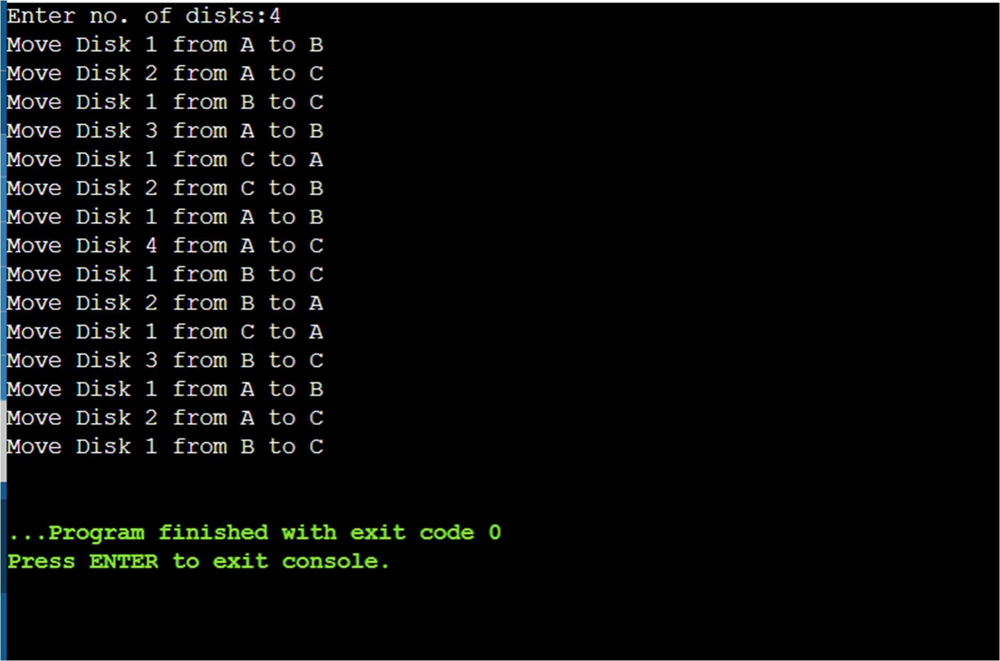 Enter no. of disks:4
Move Disk 1 from A to B
Move Disk 2 from A to C
Move Disk 1 from B to C
Move Disk 3 from A to B
Move Disk 1 from C to A
Move Disk 2 from C to B
Move Disk 1 from A to B
Move Disk 4 from A to C
Move Disk 1 from B to C
Move Disk 2 from B to A
Move Disk 1 from C to A
Move Disk 3 from B to C
Move Disk 1 from A to B
Move Disk 2 from A to C
Move Disk 1 from B to C
...Program finished with exit code 0
Press ENTER to exit console.